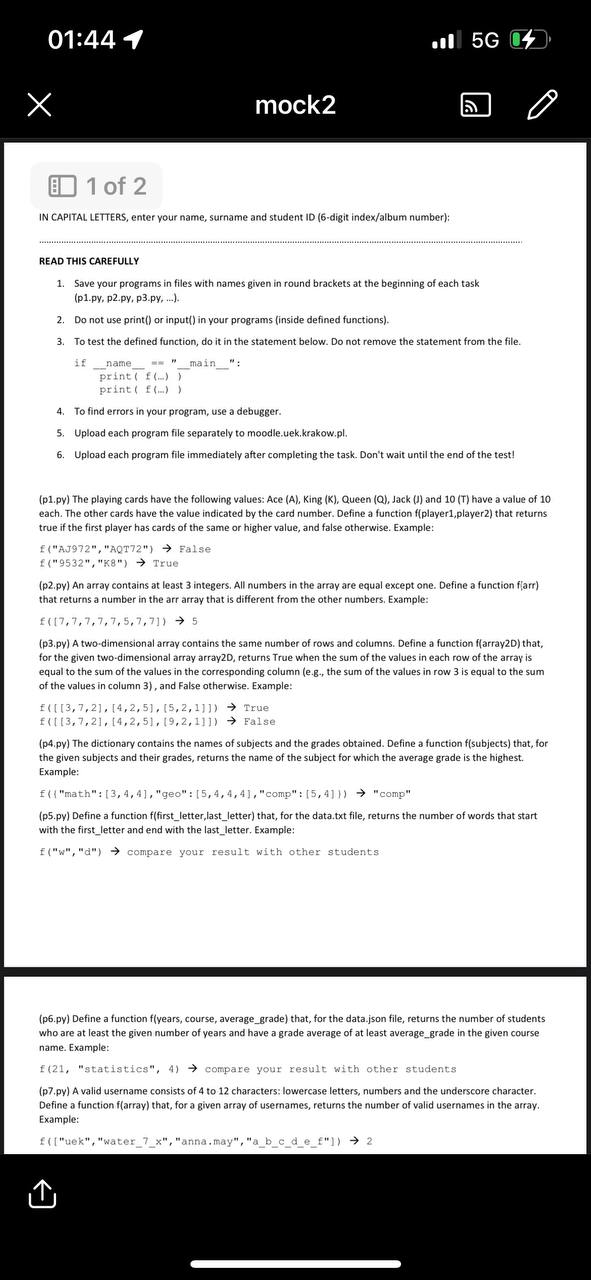 01:44 5G
mock2
1 of 2
IN CAPITAL LETTERS, enter your name, surname and student ID (6-digit index/album number):
READ THIS CAREFULLY
1. Save your programs in files with names given in round brackets at the beginning of each task
(p1.py, p2.py, p3.py, …).
2. Do not use print() or input() in your programs (inside defined functions).
3. To test the defined function, do it in the statement below. Do not remove the statement from the file.
if __name__ == "__main__":
print( f(…) )
print( f(…) )
4. To find errors in your program, use a debugger.
5. Upload each program file separately to moodle.uek.krakow.pl.
6. Upload each program file immediately after completing the task. Don't wait until the end of the test!
(p1.py) The playing cards have the following values: Ace (A), King (K), Queen (Q), Jack (J) and 10 (T) have a value of 10
each. The other cards have the value indicated by the card number. Define a function f(player1,player2) that returns
true if the first player has cards of the same or higher value, and false otherwise. Example:
f("AJ972","AQT72") → False
f("9532","K8") → True
(p2.py) An array contains at least 3 integers. All numbers in the array are equal except one. Define a function f(arr)
that returns a number in the arr array that is different from the other numbers. Example:
f([7,7,7,7,7,5,7,7]) → 5
(p3.py) A two-dimensional array contains the same number of rows and columns. Define a function f(array2D) that,
for the given two-dimensional array array2D, returns True when the sum of the values in each row of the array is
equal to the sum of the values in the corresponding column (e.g., the sum of the values in row 3 is equal to the sum
of the values in column 3) , and False otherwise. Example:
f([[3,7,2],[4,2,5],[5,2,1]]) → True
f([[3,7,2],[4,2,5],[9,2,1]]) → False
(p4.py) The dictionary contains the names of subjects and the grades obtained. Define a function f(subjects) that, for
the given subjects and their grades, returns the name of the subject for which the average grade is the highest.
Example:
f({"math":[3,4,4],"geo":[5,4,4,4],"comp":[5,4]}) → "comp"
(p5.py) Define a function f(first_letter,last_letter) that, for the data.txt file, returns the number of words that start
with the first_letter and end with the last_letter. Example:
f("w","d") → compare your result with other students
(p6.py) Define a function f(years, course, average_grade) that, for the data.json file, returns the number of students
who are at least the given number of years and have a grade average of at least average_grade in the given course
name. Example:
f(21, "statistics", 4) → compare your result with other students
(p7.py) A valid username consists of 4 to 12 characters: lowercase letters, numbers and the underscore character.
Define a function f(array) that, for a given array of usernames, returns the number of valid usernames in the array.
Example:
f(["uek","water_7_x","anna.may","a_b_c_d_e_f"]) → 2